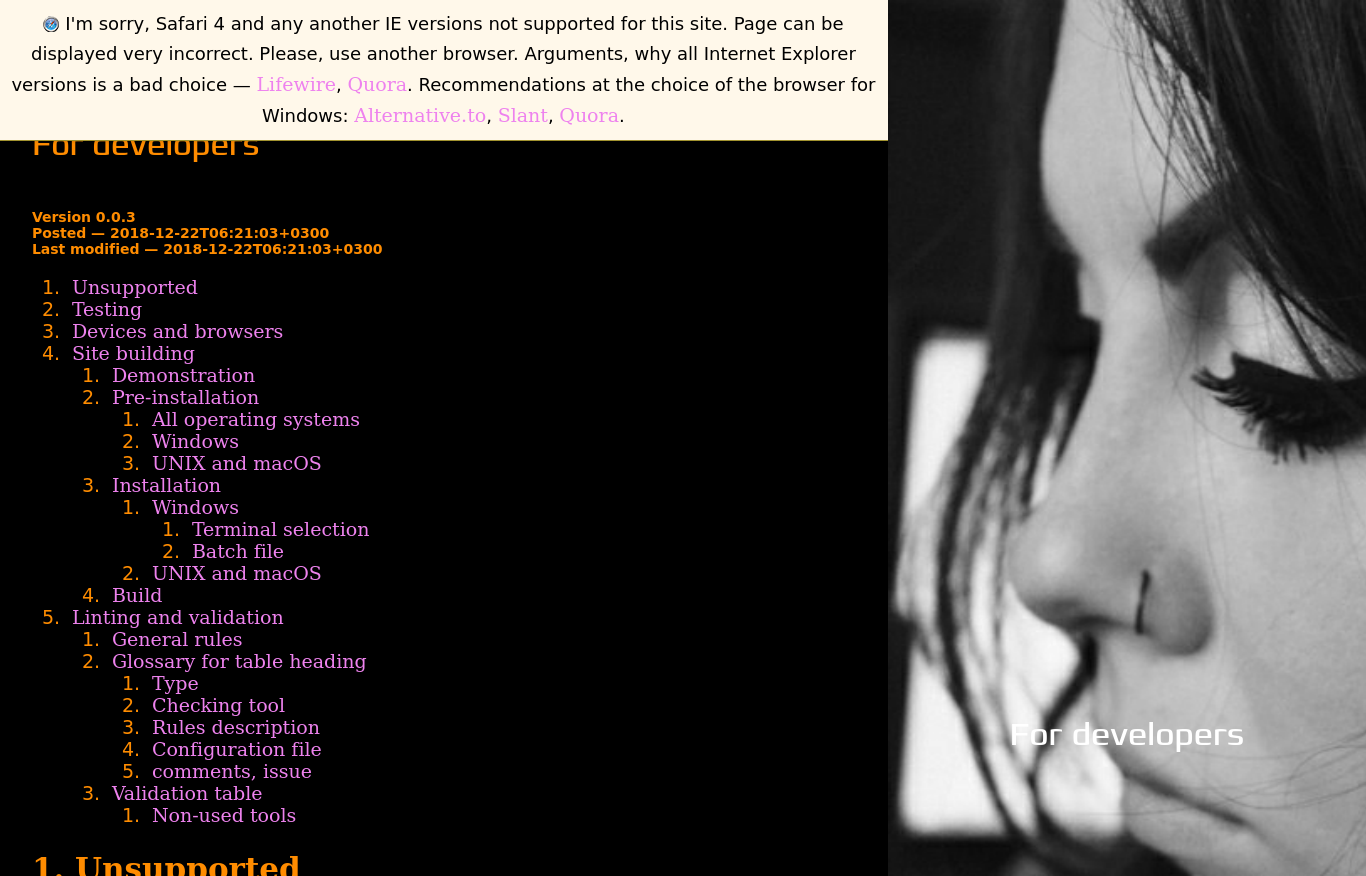 I'm sorry, Safari 4 and any another IE versions not supported for this site. Page can be
displayed very incorrect. Please, use another browser. Arguments, why all Internet Explorer
versions is a bad choice — Lifewire, Quora. Recommendations at the choice of the browser for
Windows: Alternative.to, Slant, Quora.
For developers
Version 0.0.3
Posted — 2018-12-22T06:21:03+0300
Last modified — 2018-12-22T06:21:03+0300
1. Unsupported
2. Testing
3. Devices and browsers
4. Site building
1. Demonstration
2. Pre-installation
1. All operating systems
2. Windows
3. UNIX and macOS
3. Installation
1. Windows
1. Terminal selection
2. Batch file
2. UNIX and macOS
4. Build
5. Linting and validation
1. General rules
2. Glossary for table heading
1. Type
2. Checking tool
3. Rules description
4. Configuration file
5. comments, issue
3. Validation table
1. Non-used tools
1. Unsupported
For developers